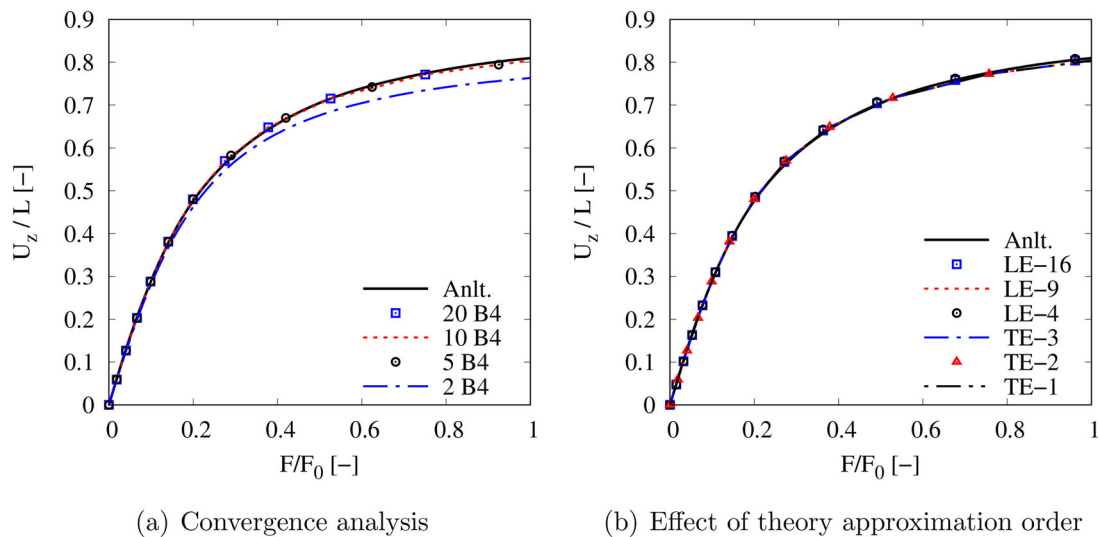 0.9
0.8
0.7
0.6
0.5
0.4
0.3
0.2
0.1
0
U_z / L [−]
Anlt.
20 B4
10 B4
5 B4
2 B4
0 0.2 0.4 0.6 0.8 1
F/F_0 [−]
(a) Convergence analysis
0.9
0.8
0.7
0.6
0.5
0.4
0.3
0.2
0.1
0
U_z / L [−]
Anlt.
LE−16
LE−9
LE−4
TE−3
TE−2
TE−1
0 0.2 0.4 0.6 0.8 1
F/F_0 [−]
(b) Effect of theory approximation order